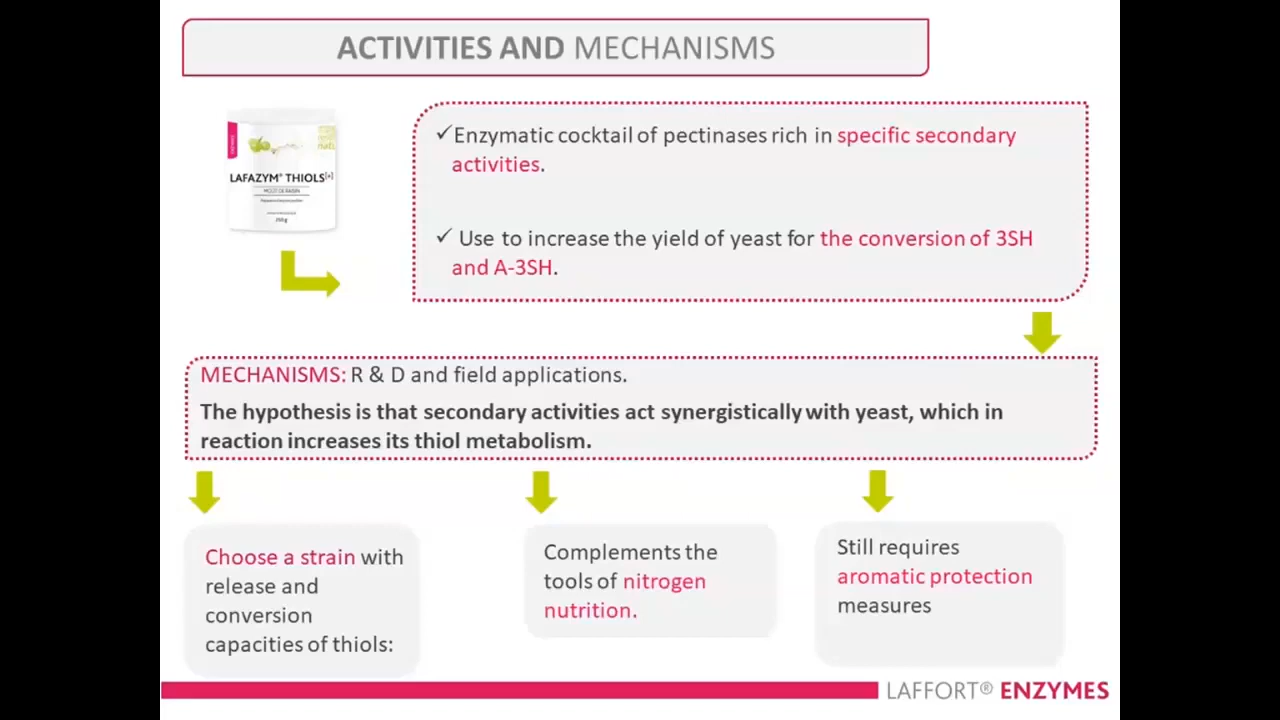 ACTIVITIES AND MECHANISMS
LAFAZYM® THIOLS[+]
MOÛT DE RAISIN
✓Enzymatic cocktail of pectinases rich in specific secondary
activities.
✓ Use to increase the yield of yeast for the conversion of 3SH
and A-3SH.
MECHANISMS: R & D and field applications.
The hypothesis is that secondary activities act synergistically with yeast, which in
reaction increases its thiol metabolism.
Choose a strain with
release and
conversion
capacities of thiols:
Complements the
tools of nitrogen
nutrition.
Still requires
aromatic protection
measures
LAFFORT® ENZYMES